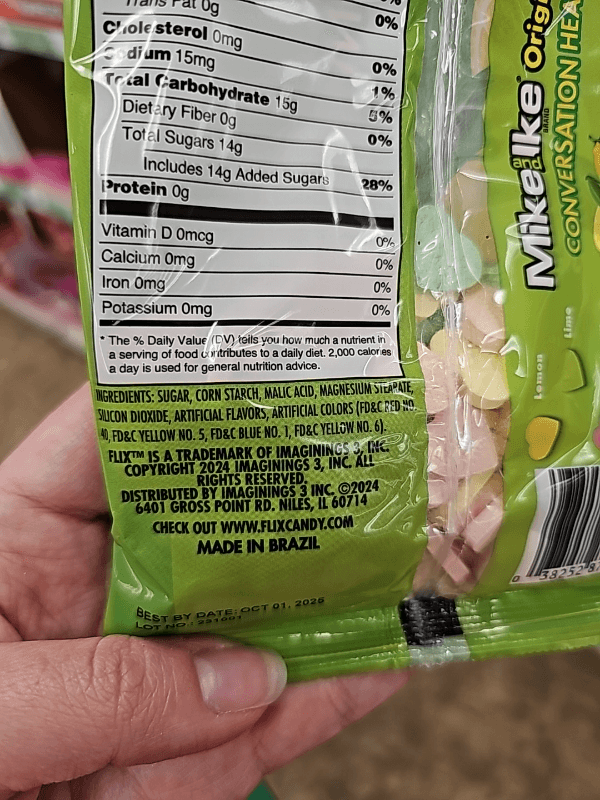 Trans Fat 0g 0%
Cholesterol 0mg 0%
Sodium 15mg 1%
Total Carbohydrate 15g 5%
Dietary Fiber 0g 0%
Total Sugars 14g
Includes 14g Added Sugars 28%
Protein 0g
Vitamin D 0mcg 0%
Calcium 0mg 0%
Iron 0mg 0%
Potassium 0mg 0%
* The % Daily Value (DV) tells you how much a nutrient in
a serving of food contributes to a daily diet. 2,000 calories
a day is used for general nutrition advice.
INGREDIENTS: SUGAR, CORN STARCH, MALIC ACID, MAGNESIUM STEARATE,
SILICON DIOXIDE, ARTIFICIAL FLAVORS, ARTIFICIAL COLORS (FD&C RED NO.
40, FD&C YELLOW NO. 5, FD&C BLUE NO. 1, FD&C YELLOW NO. 6).
FLIX™ IS A TRADEMARK OF IMAGININGS 3, INC.
COPYRIGHT 2024 IMAGININGS 3, INC. ALL
RIGHTS RESERVED.
DISTRIBUTED BY IMAGININGS 3 INC. ©2024
6401 GROSS POINT RD. NILES, IL 60714
CHECK OUT WWW.FLIXCANDY.COM
MADE IN BRAZIL
BEST BY DATE: OCT 01, 2026
LOT NO.: 281001
Mike and Ike® Orig
BRAND
CONVERSATION HEA
Lemon
Lime
0 38252 8